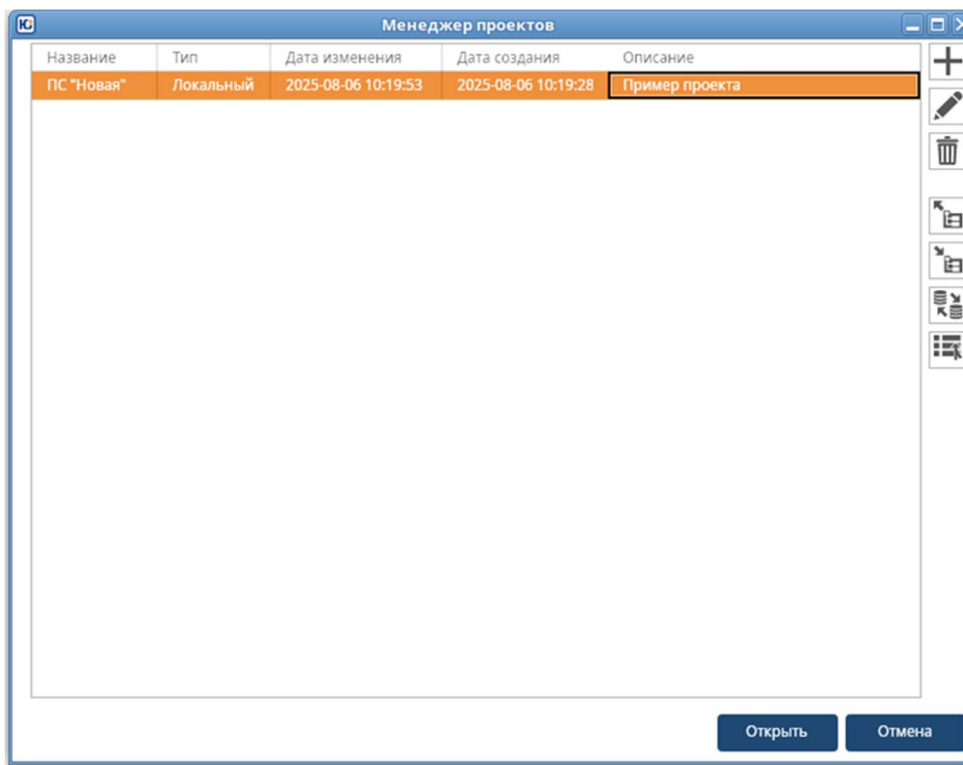 Менеджер проектов
Название Тип Дата изменения Дата создания Описание
ПС "Новая" Локальный 2025-08-06 10:19:53 2025-08-06 10:19:28 Пример проекта
Открыть Отмена